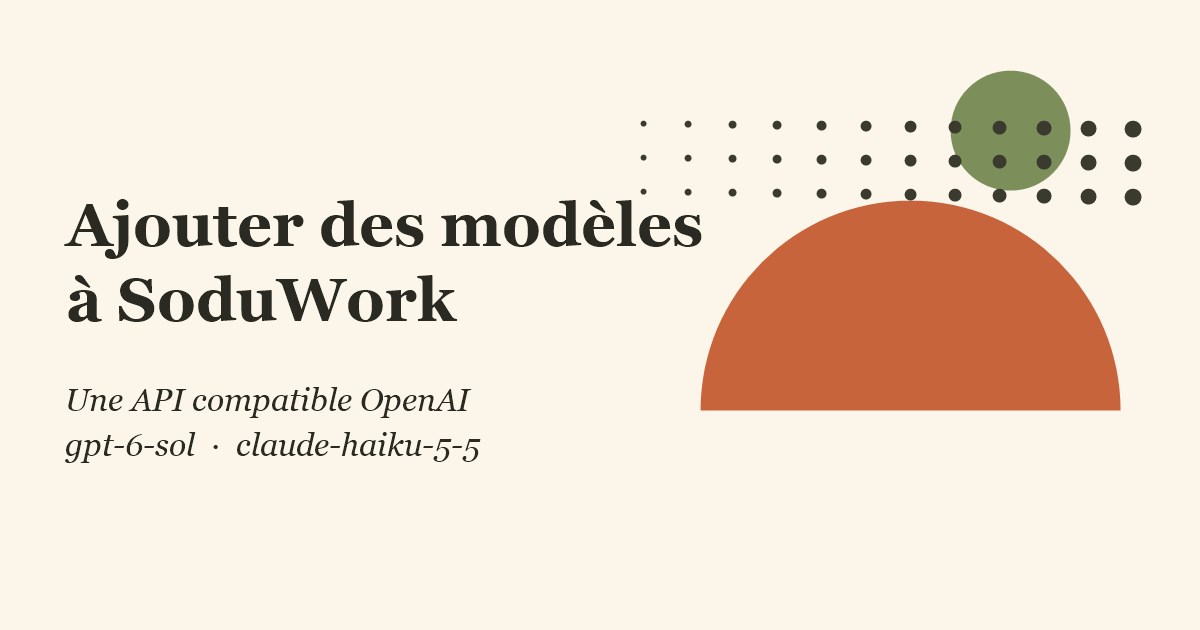 Ajouter des modèles
à SoduWork
Une API compatible OpenAI
gpt-6-sol · claude-haiku-5-5